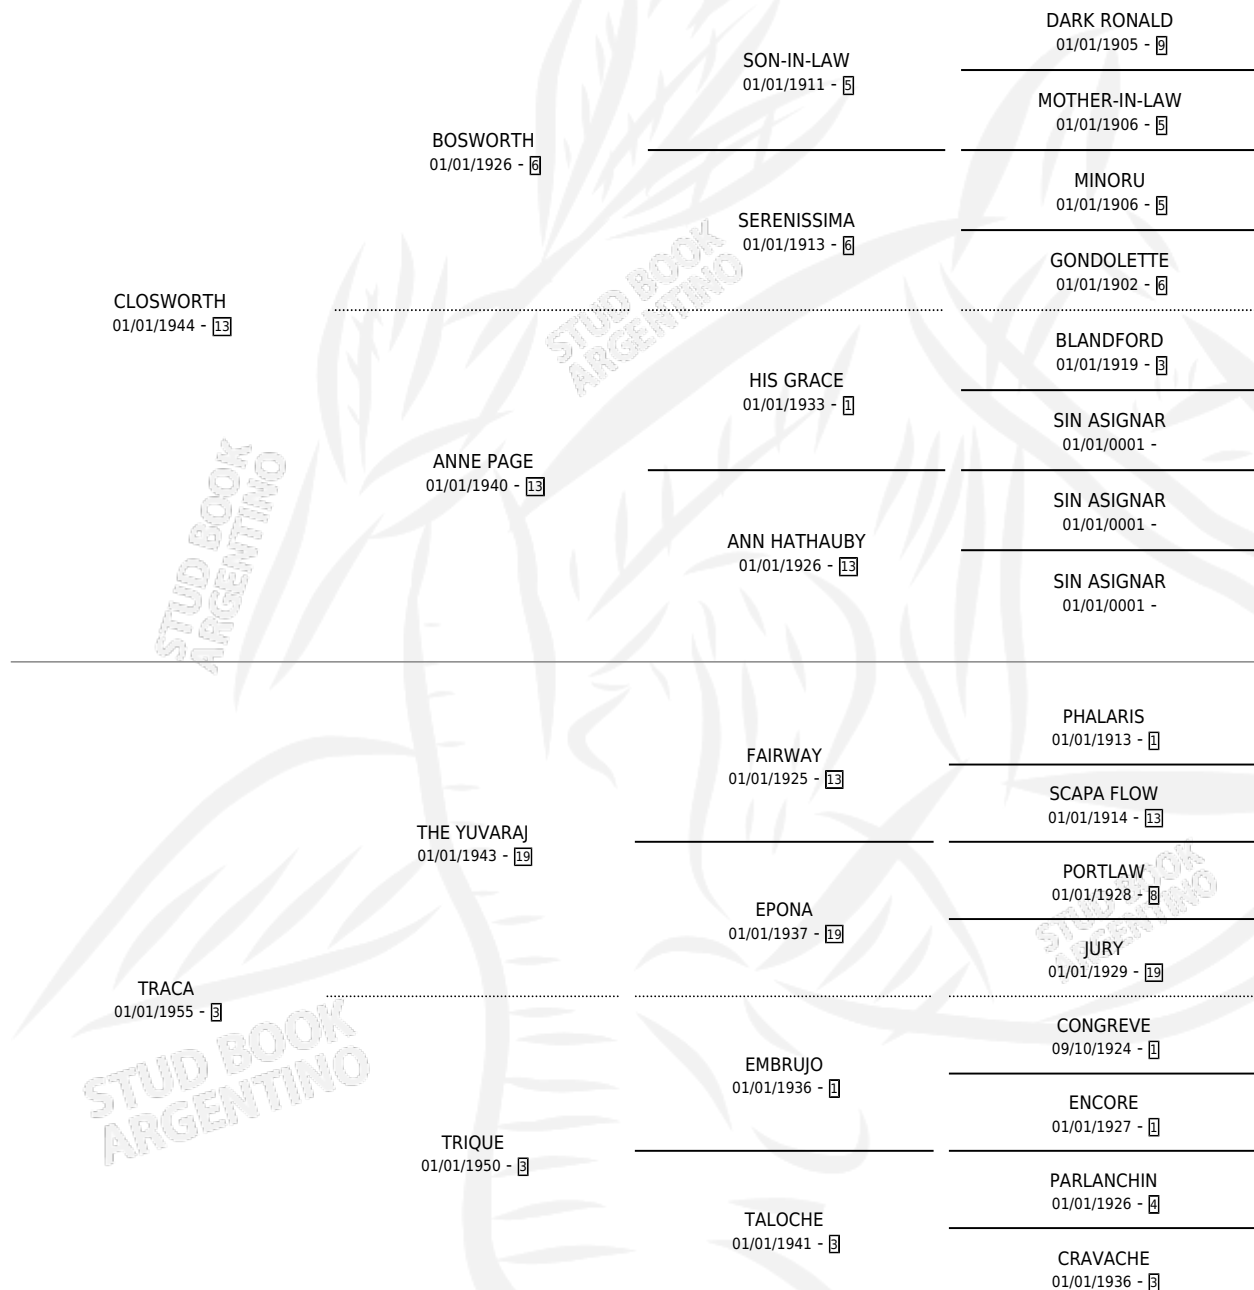 DARK RONALD
01/01/1905 - 9
SON-IN-LAW
01/01/1911 - 5
MOTHER-IN-LAW
01/01/1906 - 5
BOSWORTH
01/01/1926 - 6
MINORU
01/01/1906 - 5
SERENISSIMA
01/01/1913 - 6
GONDOLETTE
01/01/1902 - 6
CLOSWORTH
01/01/1944 - 13
BLANDFORD
01/01/1919 - 3
HIS GRACE
01/01/1933 - 1
SIN ASIGNAR
01/01/0001 -
ANNE PAGE
01/01/1940 - 13
SIN ASIGNAR
01/01/0001 -
ANN HATHAUBY
01/01/1926 - 13
SIN ASIGNAR
01/01/0001 -
PHALARIS
01/01/1913 - 1
FAIRWAY
01/01/1925 - 13
SCAPA FLOW
01/01/1914 - 13
THE YUVARAJ
01/01/1943 - 19
PORTLAW
01/01/1928 - 8
EPONA
01/01/1937 - 19
JURY
01/01/1929 - 19
TRACA
01/01/1955 - 3
CONGREVE
09/10/1924 - 1
EMBRUJO
01/01/1936 - 1
ENCORE
01/01/1927 - 1
TRIQUE
01/01/1950 - 3
PARLANCHIN
01/01/1926 - 4
TALOCHE
01/01/1941 - 3
CRAVACHE
01/01/1936 - 3
STUD BOOK
ARGENTINO
STUD BOOK
ARGENTINO
STUD BOOK
ARGENTINO
STUD BOOK
ARGENTINO